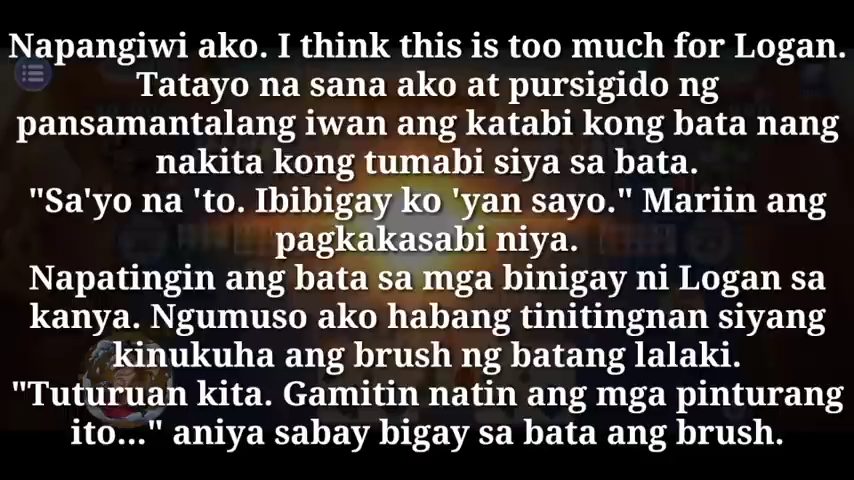 Napangiwi ako. I think this is too much for Logan.
Tatayo na sana ako at pursigido ng
pansamantalang iwan ang katabi kong bata nang
nakita kong tumabi siya sa bata.
"Sa'yo na 'to. Ibibigay ko 'yan sayo." Mariin ang
pagkakasabi niya.
Napatingin ang bata sa mga binigay ni Logan sa
kanya. Ngumuso ako habang tinitingnan siyang
kinukuha ang brush ng batang lalaki.
"Tuturuan kita. Gamitin natin ang mga pinturang
ito..." aniya sabay bigay sa bata ang brush.